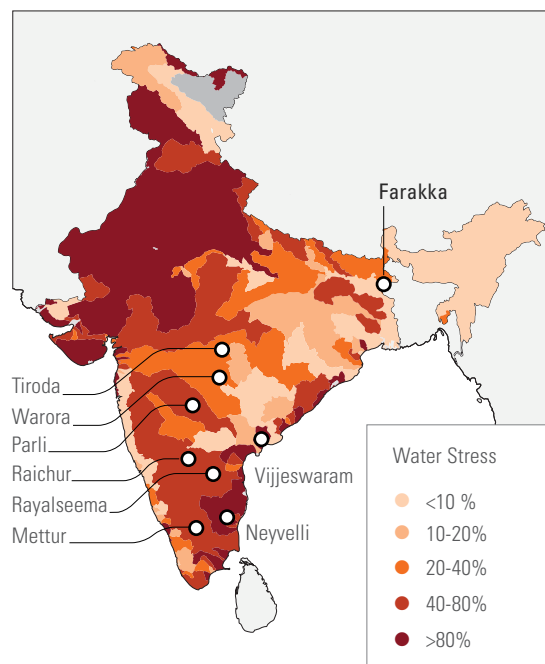 Farakka
Tiroda
Warora
Parli
Raichur
Rayalseema
Mettur
Vijjeswaram
Neyvelli
Water Stress
<10 %
10-20%
20-40%
40-80%
>80%